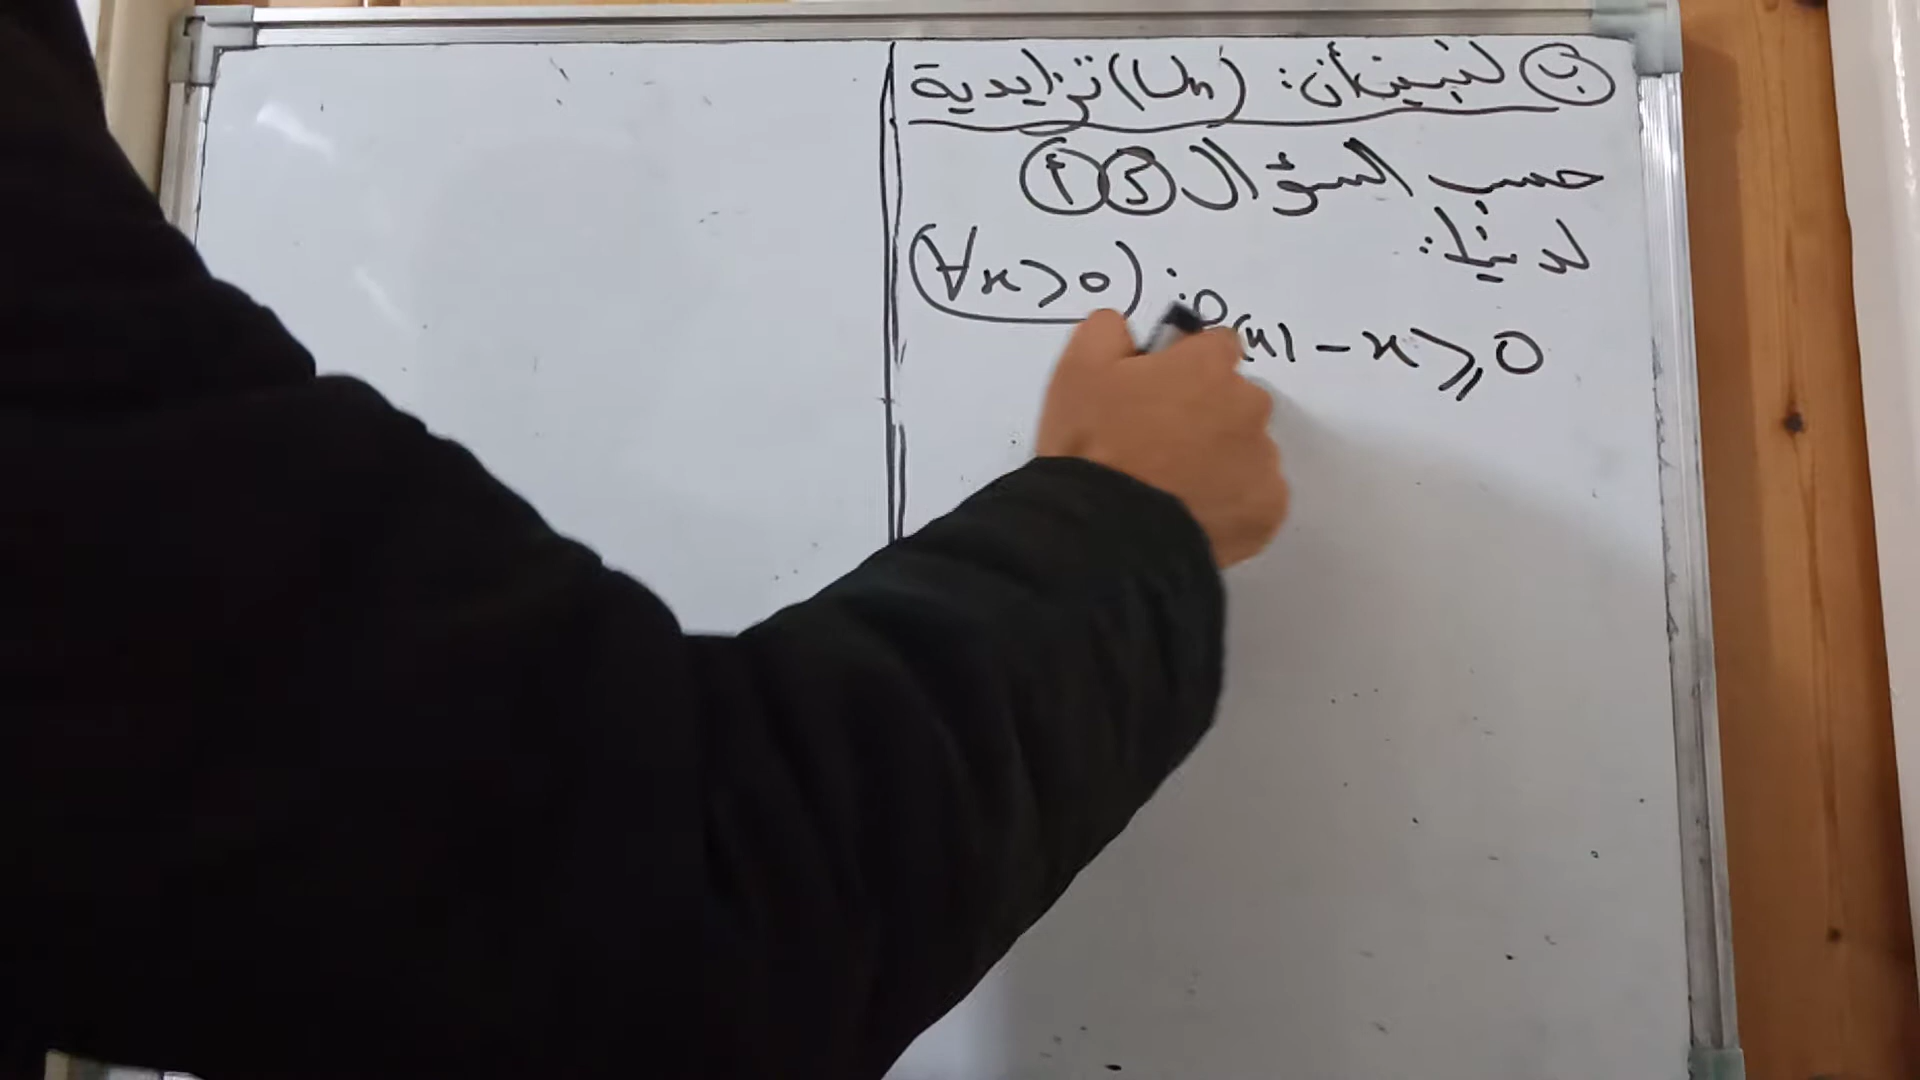 ب لنبين أن: (Un) تزايدية
حسب السؤال 3 أ
لدينا:
(∀x>0):
(x) - x ≥ 0